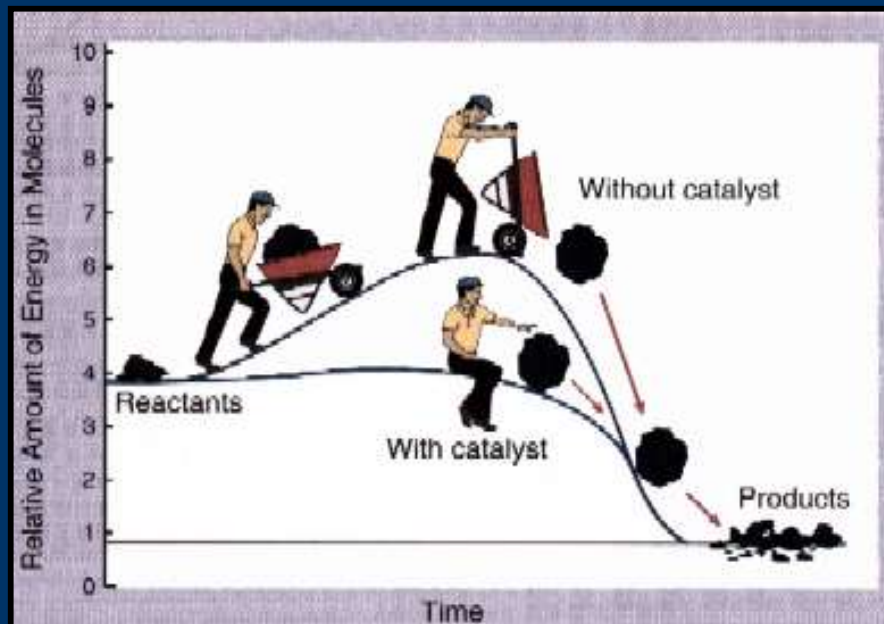 Relative Amount of Energy in Molecules
10
9
8
7
6
5
4
3
2
1
0
Without catalyst
Reactants
With catalyst
Products
Time